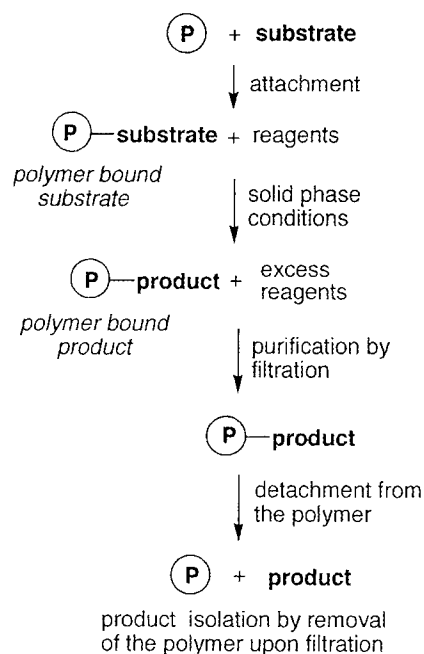 P + substrate
attachment
P substrate + reagents
polymer bound
substrate
solid phase
conditions
P product + excess
reagents
polymer bound
product
purification by
filtration
P product
detachment from
the polymer
P + product
product isolation by removal
of the polymer upon filtration